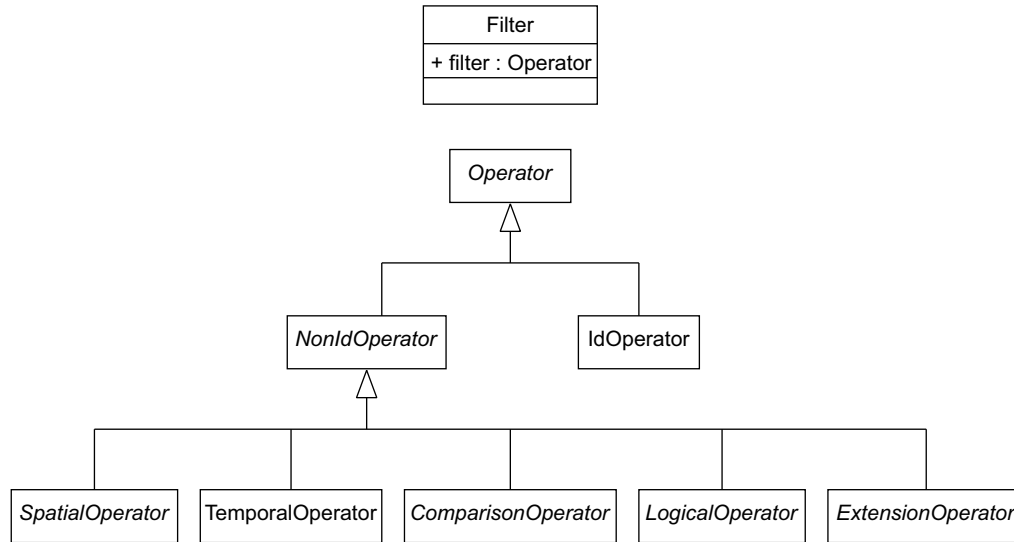 Filter
+ filter : Operator
Operator
NonIdOperator
IdOperator
SpatialOperator
TemporalOperator
ComparisonOperator
LogicalOperator
ExtensionOperator